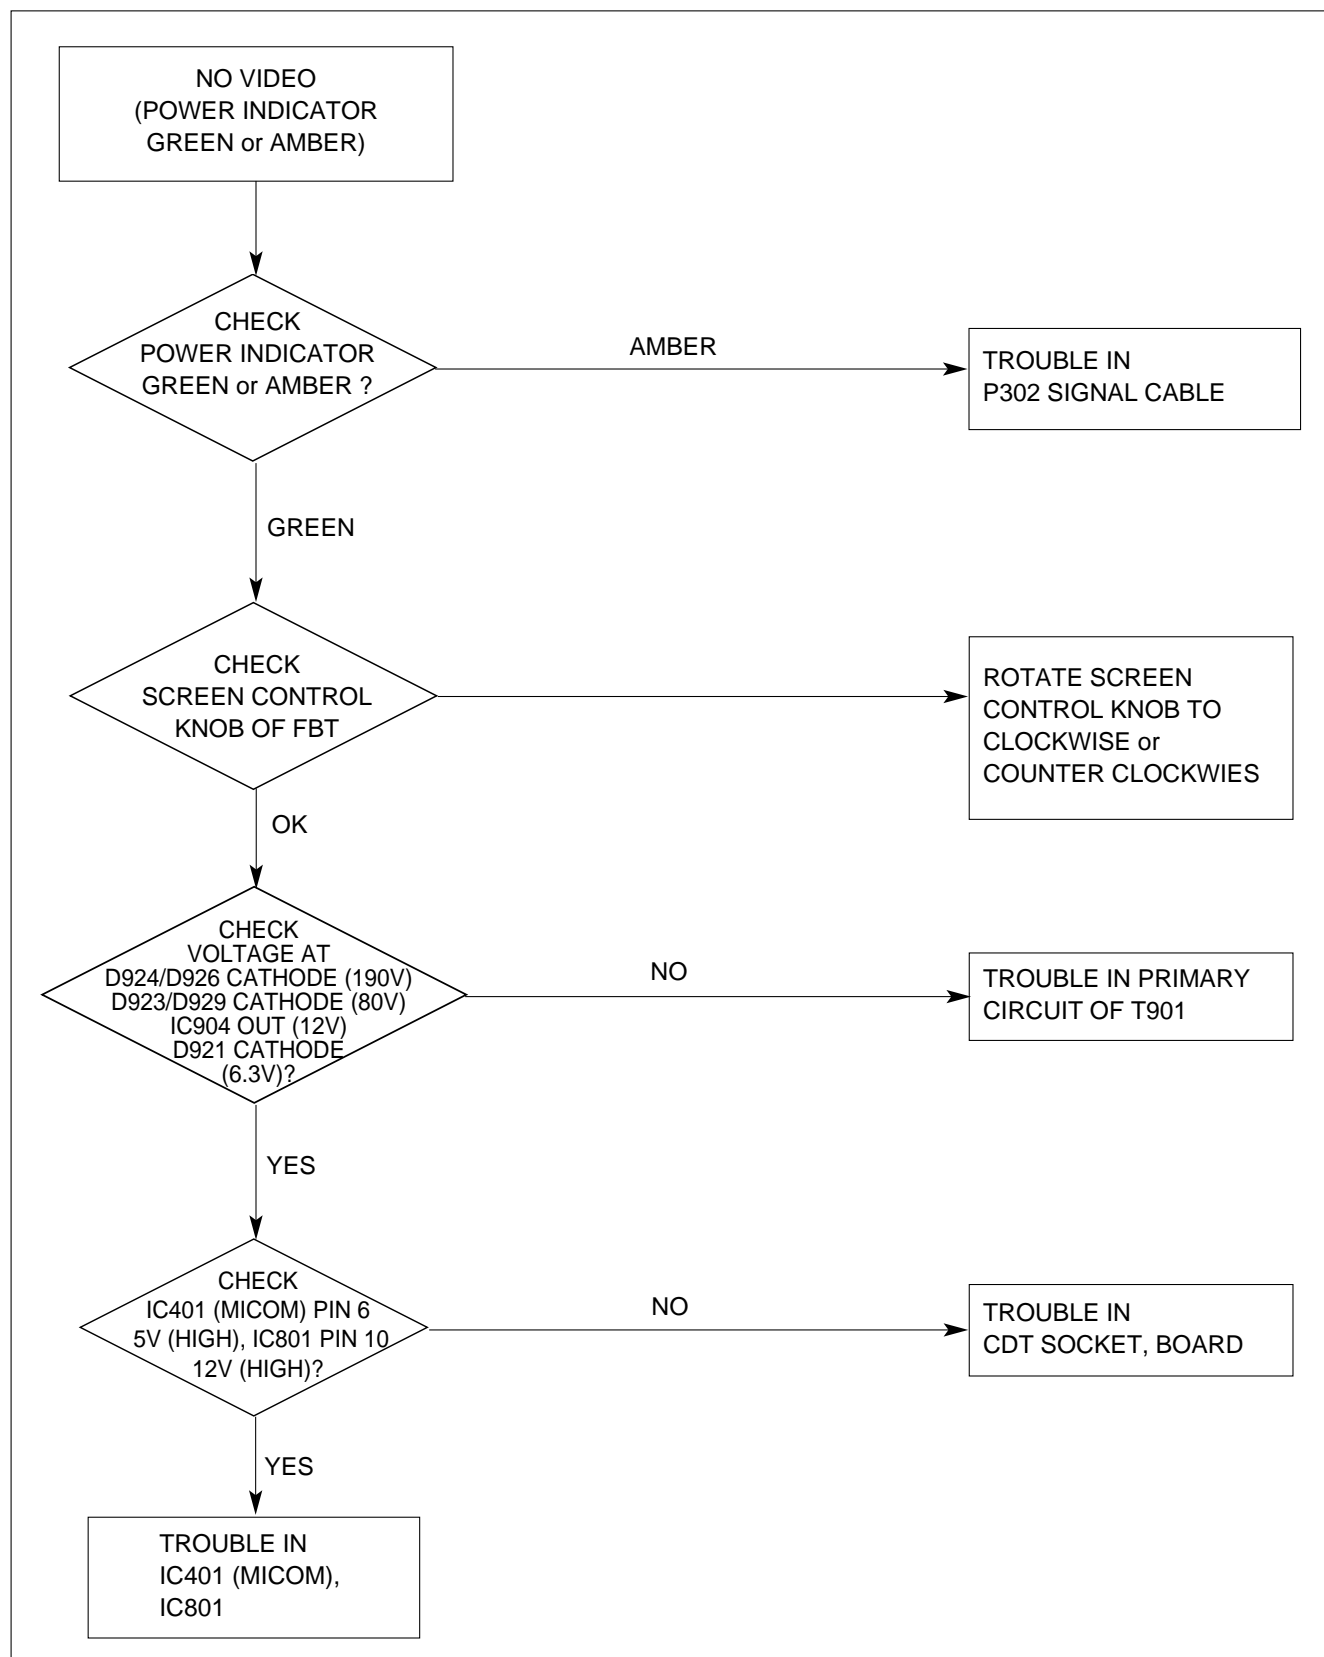 NO VIDEO
(POWER INDICATOR
GREEN or AMBER)
CHECK
POWER INDICATOR
GREEN or AMBER ?
AMBER
TROUBLE IN
P302 SIGNAL CABLE
GREEN
CHECK
SCREEN CONTROL
KNOB OF FBT
ROTATE SCREEN
CONTROL KNOB TO
CLOCKWISE or
COUNTER CLOCKWIES
OK
CHECK
VOLTAGE AT
D924/D926 CATHODE (190V)
D923/D929 CATHODE (80V)
IC904 OUT (12V)
D921 CATHODE
(6.3V)?
NO
TROUBLE IN PRIMARY
CIRCUIT OF T901
YES
CHECK
IC401 (MICOM) PIN 6
5V (HIGH), IC801 PIN 10
12V (HIGH)?
NO
TROUBLE IN
CDT SOCKET, BOARD
YES
TROUBLE IN
IC401 (MICOM),
IC801